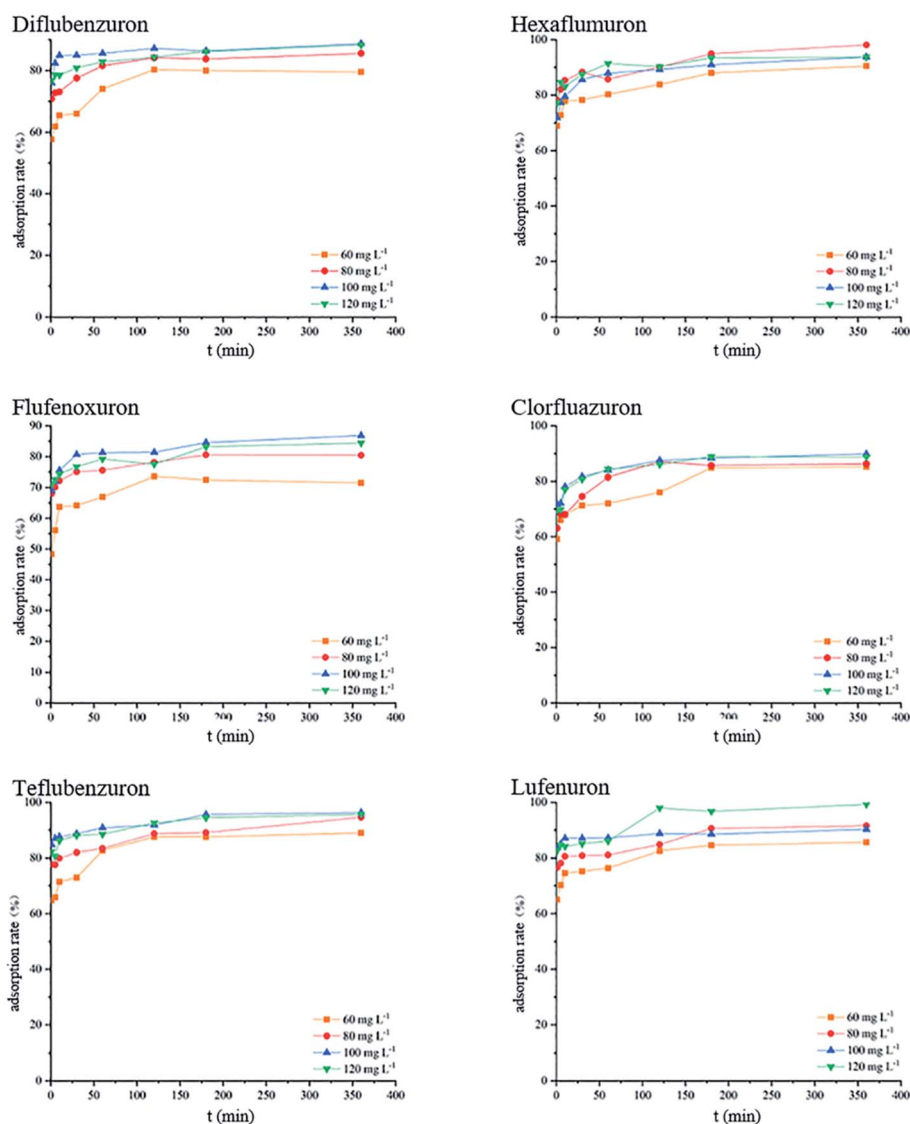 Diflubenzuron
adsorption rate (%)
80
60
40
20
0
0 50 100 150 200 250 300 350 400
t (min)
60 mg L⁻¹
80 mg L⁻¹
100 mg L⁻¹
120 mg L⁻¹
Hexaflumuron
adsorption rate (%)
100
80
60
40
20
0
0 50 100 150 200 250 300 350 400
t (min)
60 mg L⁻¹
80 mg L⁻¹
100 mg L⁻¹
120 mg L⁻¹
Flufenoxuron
adsorption rate (%)
90
80
70
60
50
40
30
20
10
0
0 50 100 150 200 250 300 350 400
t (min)
60 mg L⁻¹
80 mg L⁻¹
100 mg L⁻¹
120 mg L⁻¹
Clorfluazuron
adsorption rate (%)
100
80
60
40
20
0
0 50 100 150 200 250 300 350 400
t (min)
60 mg L⁻¹
80 mg L⁻¹
100 mg L⁻¹
120 mg L⁻¹
Teflubenzuron
adsorption rate (%)
100
80
60
40
20
0
0 50 100 150 200 250 300 350 400
t (min)
60 mg L⁻¹
80 mg L⁻¹
100 mg L⁻¹
120 mg L⁻¹
Lufenuron
adsorption rate (%)
100
80
60
40
20
0
0 50 100 150 200 250 300 350 400
t (min)
60 mg L⁻¹
80 mg L⁻¹
100 mg L⁻¹
120 mg L⁻¹